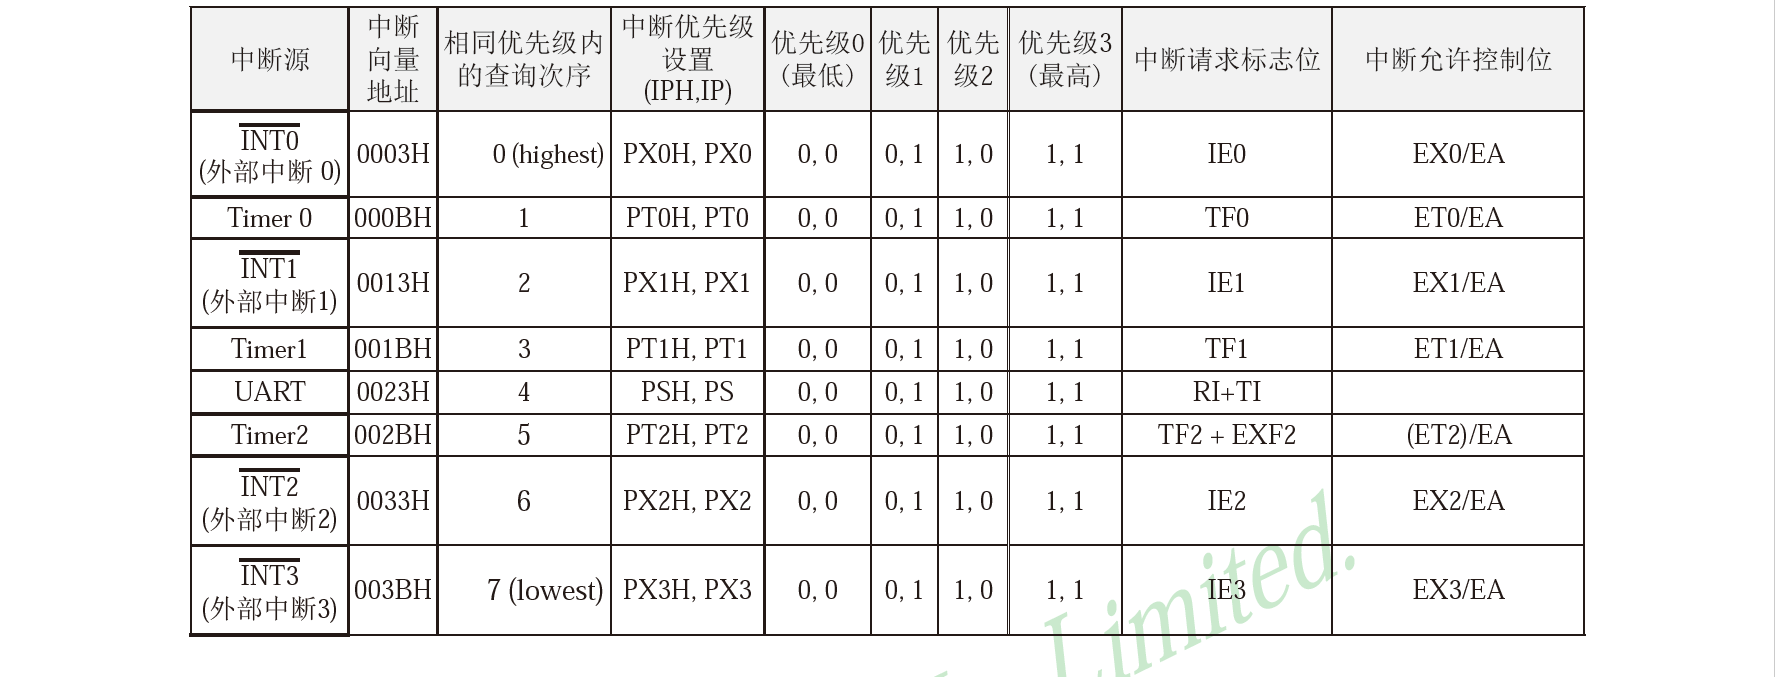 中断源 中断向量地址 相同优先级内的查询次序 中断优先级设置(IPH,IP) 优先级0(最低) 优先级1 优先级2 优先级3(最高) 中断请求标志位 中断允许控制位
INT0
(外部中断 0) 0003H 0 (highest) PX0H, PX0 0, 0 0, 1 1, 0 1, 1 IE0 EX0/EA
Timer 0 000BH 1 PT0H, PT0 0, 0 0, 1 1, 0 1, 1 TF0 ET0/EA
INT1
(外部中断1) 0013H 2 PX1H, PX1 0, 0 0, 1 1, 0 1, 1 IE1 EX1/EA
Timer1 001BH 3 PT1H, PT1 0, 0 0, 1 1, 0 1, 1 TF1 ET1/EA
UART 0023H 4 PSH, PS 0, 0 0, 1 1, 0 1, 1 RI+TI
Timer2 002BH 5 PT2H, PT2 0, 0 0, 1 1, 0 1, 1 TF2 + EXF2 (ET2)/EA
INT2
(外部中断2) 0033H 6 PX2H, PX2 0, 0 0, 1 1, 0 1, 1 IE2 EX2/EA
INT3
(外部中断3) 003BH 7 (lowest) PX3H, PX3 0, 0 0, 1 1, 0 1, 1 IE3 EX3/EA
Limited.